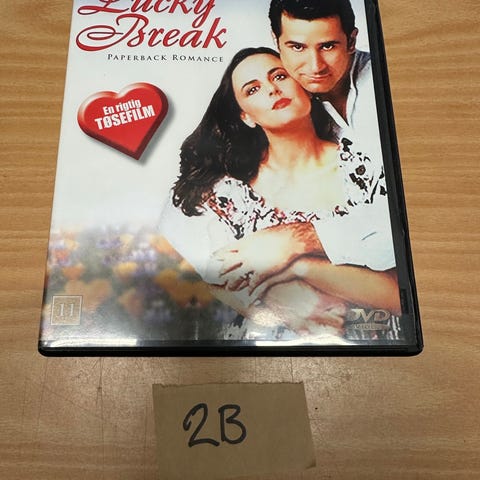 Lucky
Break
PAPERBACK ROMANCE
En rigtig
TØSEFILM
11
DVD
2B